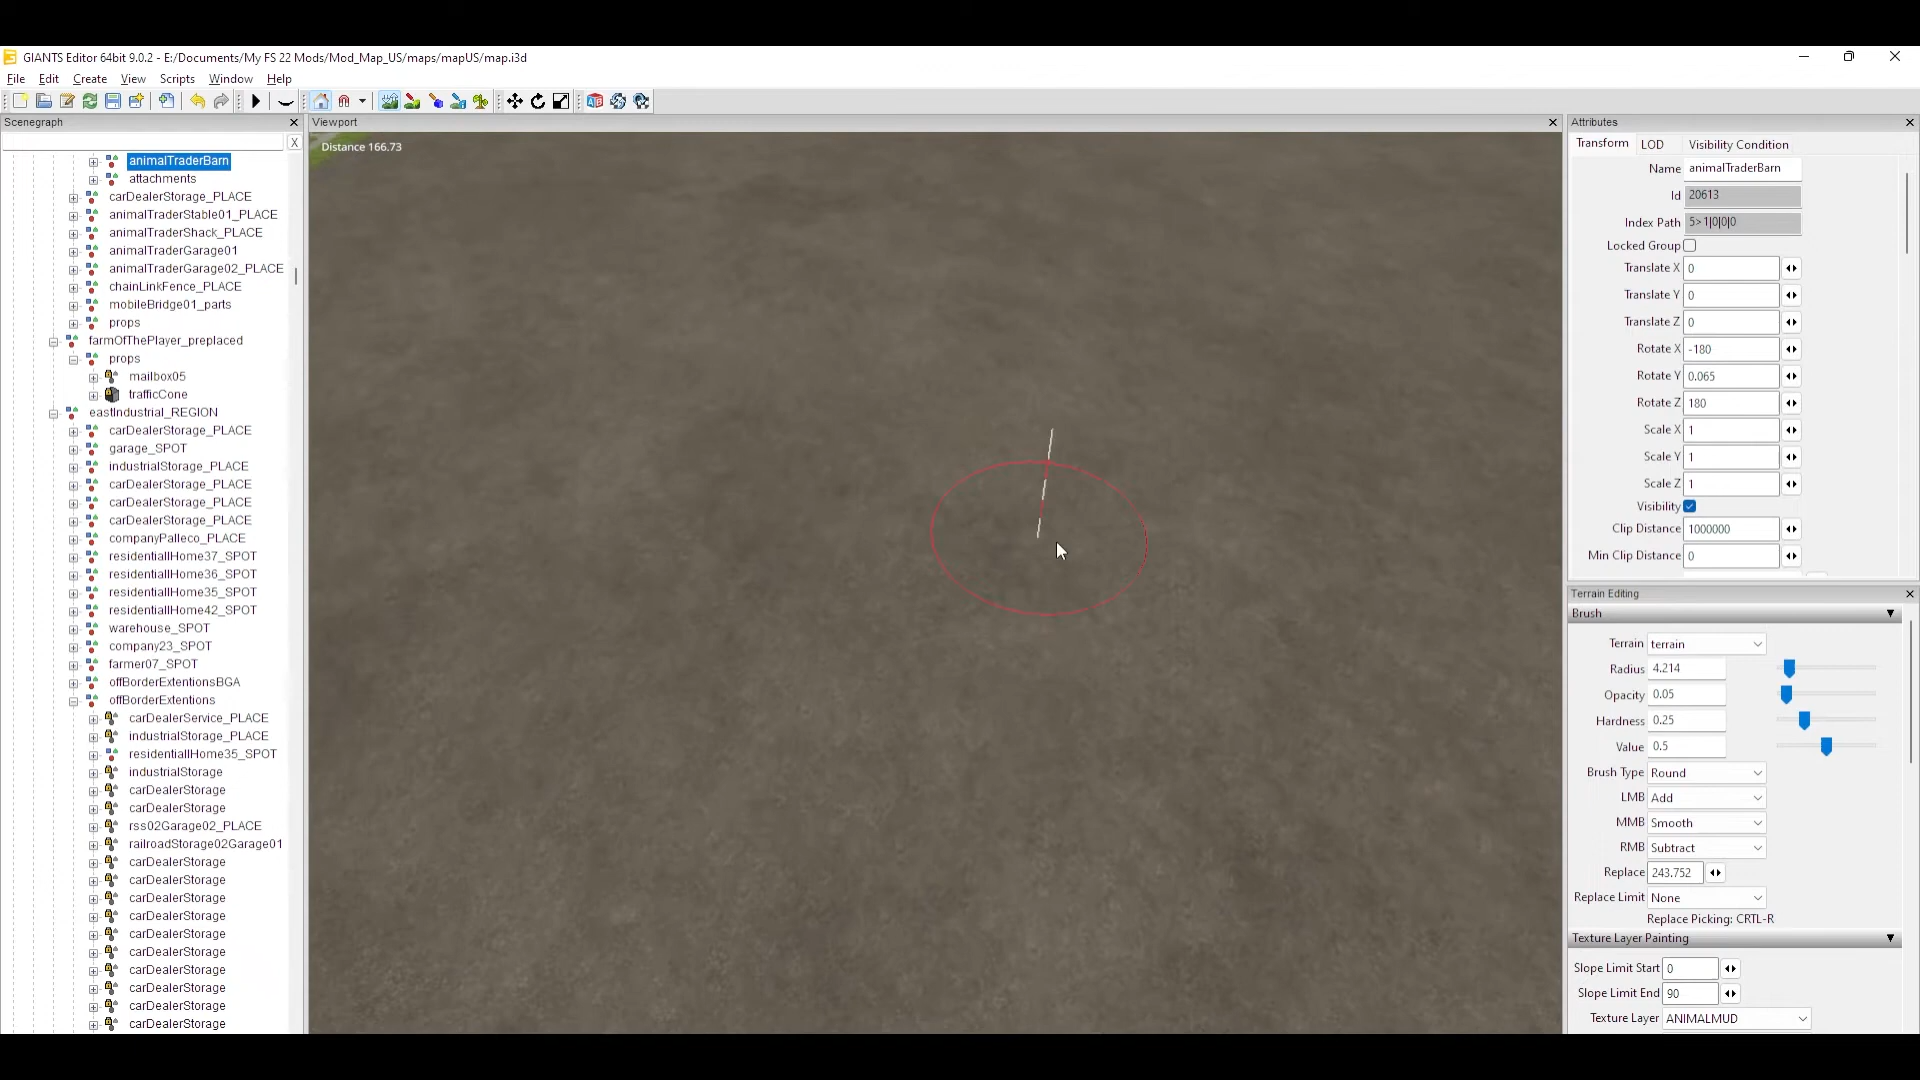 GIANTS Editor 64bit 9.0.2 - E:/Documents/My FS 22 Mods/Mod_Map_US/maps/mapUS/map.i3d
File Edit Create View Scripts Window Help
Scenegraph
X
animalTraderBarn
attachments
carDealerStorage_PLACE
animalTraderStable01_PLACE
animalTraderShack_PLACE
animalTraderGarage01
animalTraderGarage02_PLACE
chainLinkFence_PLACE
mobileBridge01_parts
props
farmOfThePlayer_preplaced
props
mailbox05
trafficCone
eastIndustrial_REGION
carDealerStorage_PLACE
garage_SPOT
industrialStorage_PLACE
carDealerStorage_PLACE
carDealerStorage_PLACE
carDealerStorage_PLACE
companyPalleco_PLACE
residentiallHome37_SPOT
residentiallHome36_SPOT
residentiallHome35_SPOT
residentiallHome42_SPOT
warehouse_SPOT
company23_SPOT
farmer07_SPOT
offBorderExtentionsBGA
offBorderExtentions
carDealerService_PLACE
industrialStorage_PLACE
residentiallHome35_SPOT
industrialStorage
carDealerStorage
carDealerStorage
rss02Garage02_PLACE
railroadStorage02Garage01
carDealerStorage
carDealerStorage
carDealerStorage
carDealerStorage
carDealerStorage
carDealerStorage
carDealerStorage
carDealerStorage
carDealerStorage
carDealerStorage
Viewport
Distance 166.73
Attributes
Transform LOD Visibility Condition
Name animalTraderBarn
Id 20613
Index Path 5>1|0|0|0
Locked Group
Translate X 0
Translate Y 0
Translate Z 0
Rotate X -180
Rotate Y 0.065
Rotate Z 180
Scale X 1
Scale Y 1
Scale Z 1
Visibility
Clip Distance 1000000
Min Clip Distance 0
Terrain Editing
Brush
Terrain terrain
Radius 4.214
Opacity 0.05
Hardness 0.25
Value 0.5
Brush Type Round
LMB Add
MMB Smooth
RMB Subtract
Replace 243.752
Replace Limit None
Replace Picking: CRTL-R
Texture Layer Painting
Slope Limit Start 0
Slope Limit End 90
Texture Layer ANIMALMUD